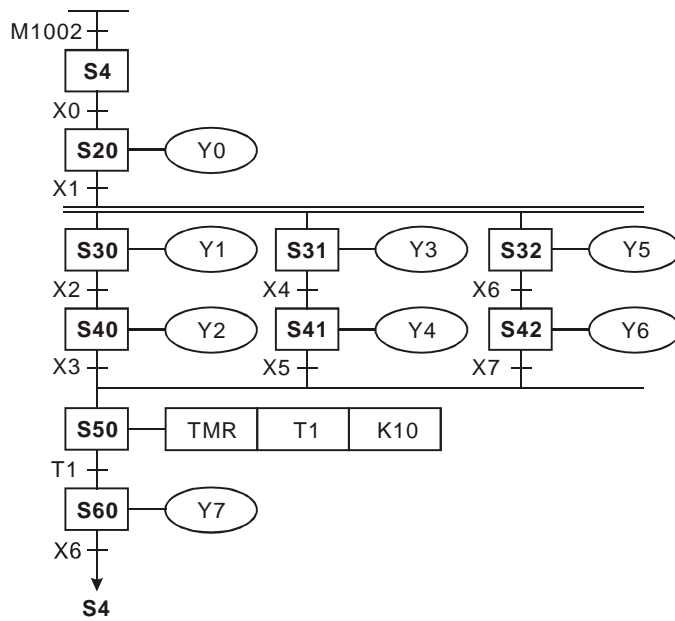 M1002
S4
X0
S20 Y0
X1
S30 Y1 S31 Y3 S32 Y5
X2 X4 X6
S40 Y2 S41 Y4 S42 Y6
X3 X5 X7
S50 TMR T1 K10
T1
S60 Y7
X6
S4